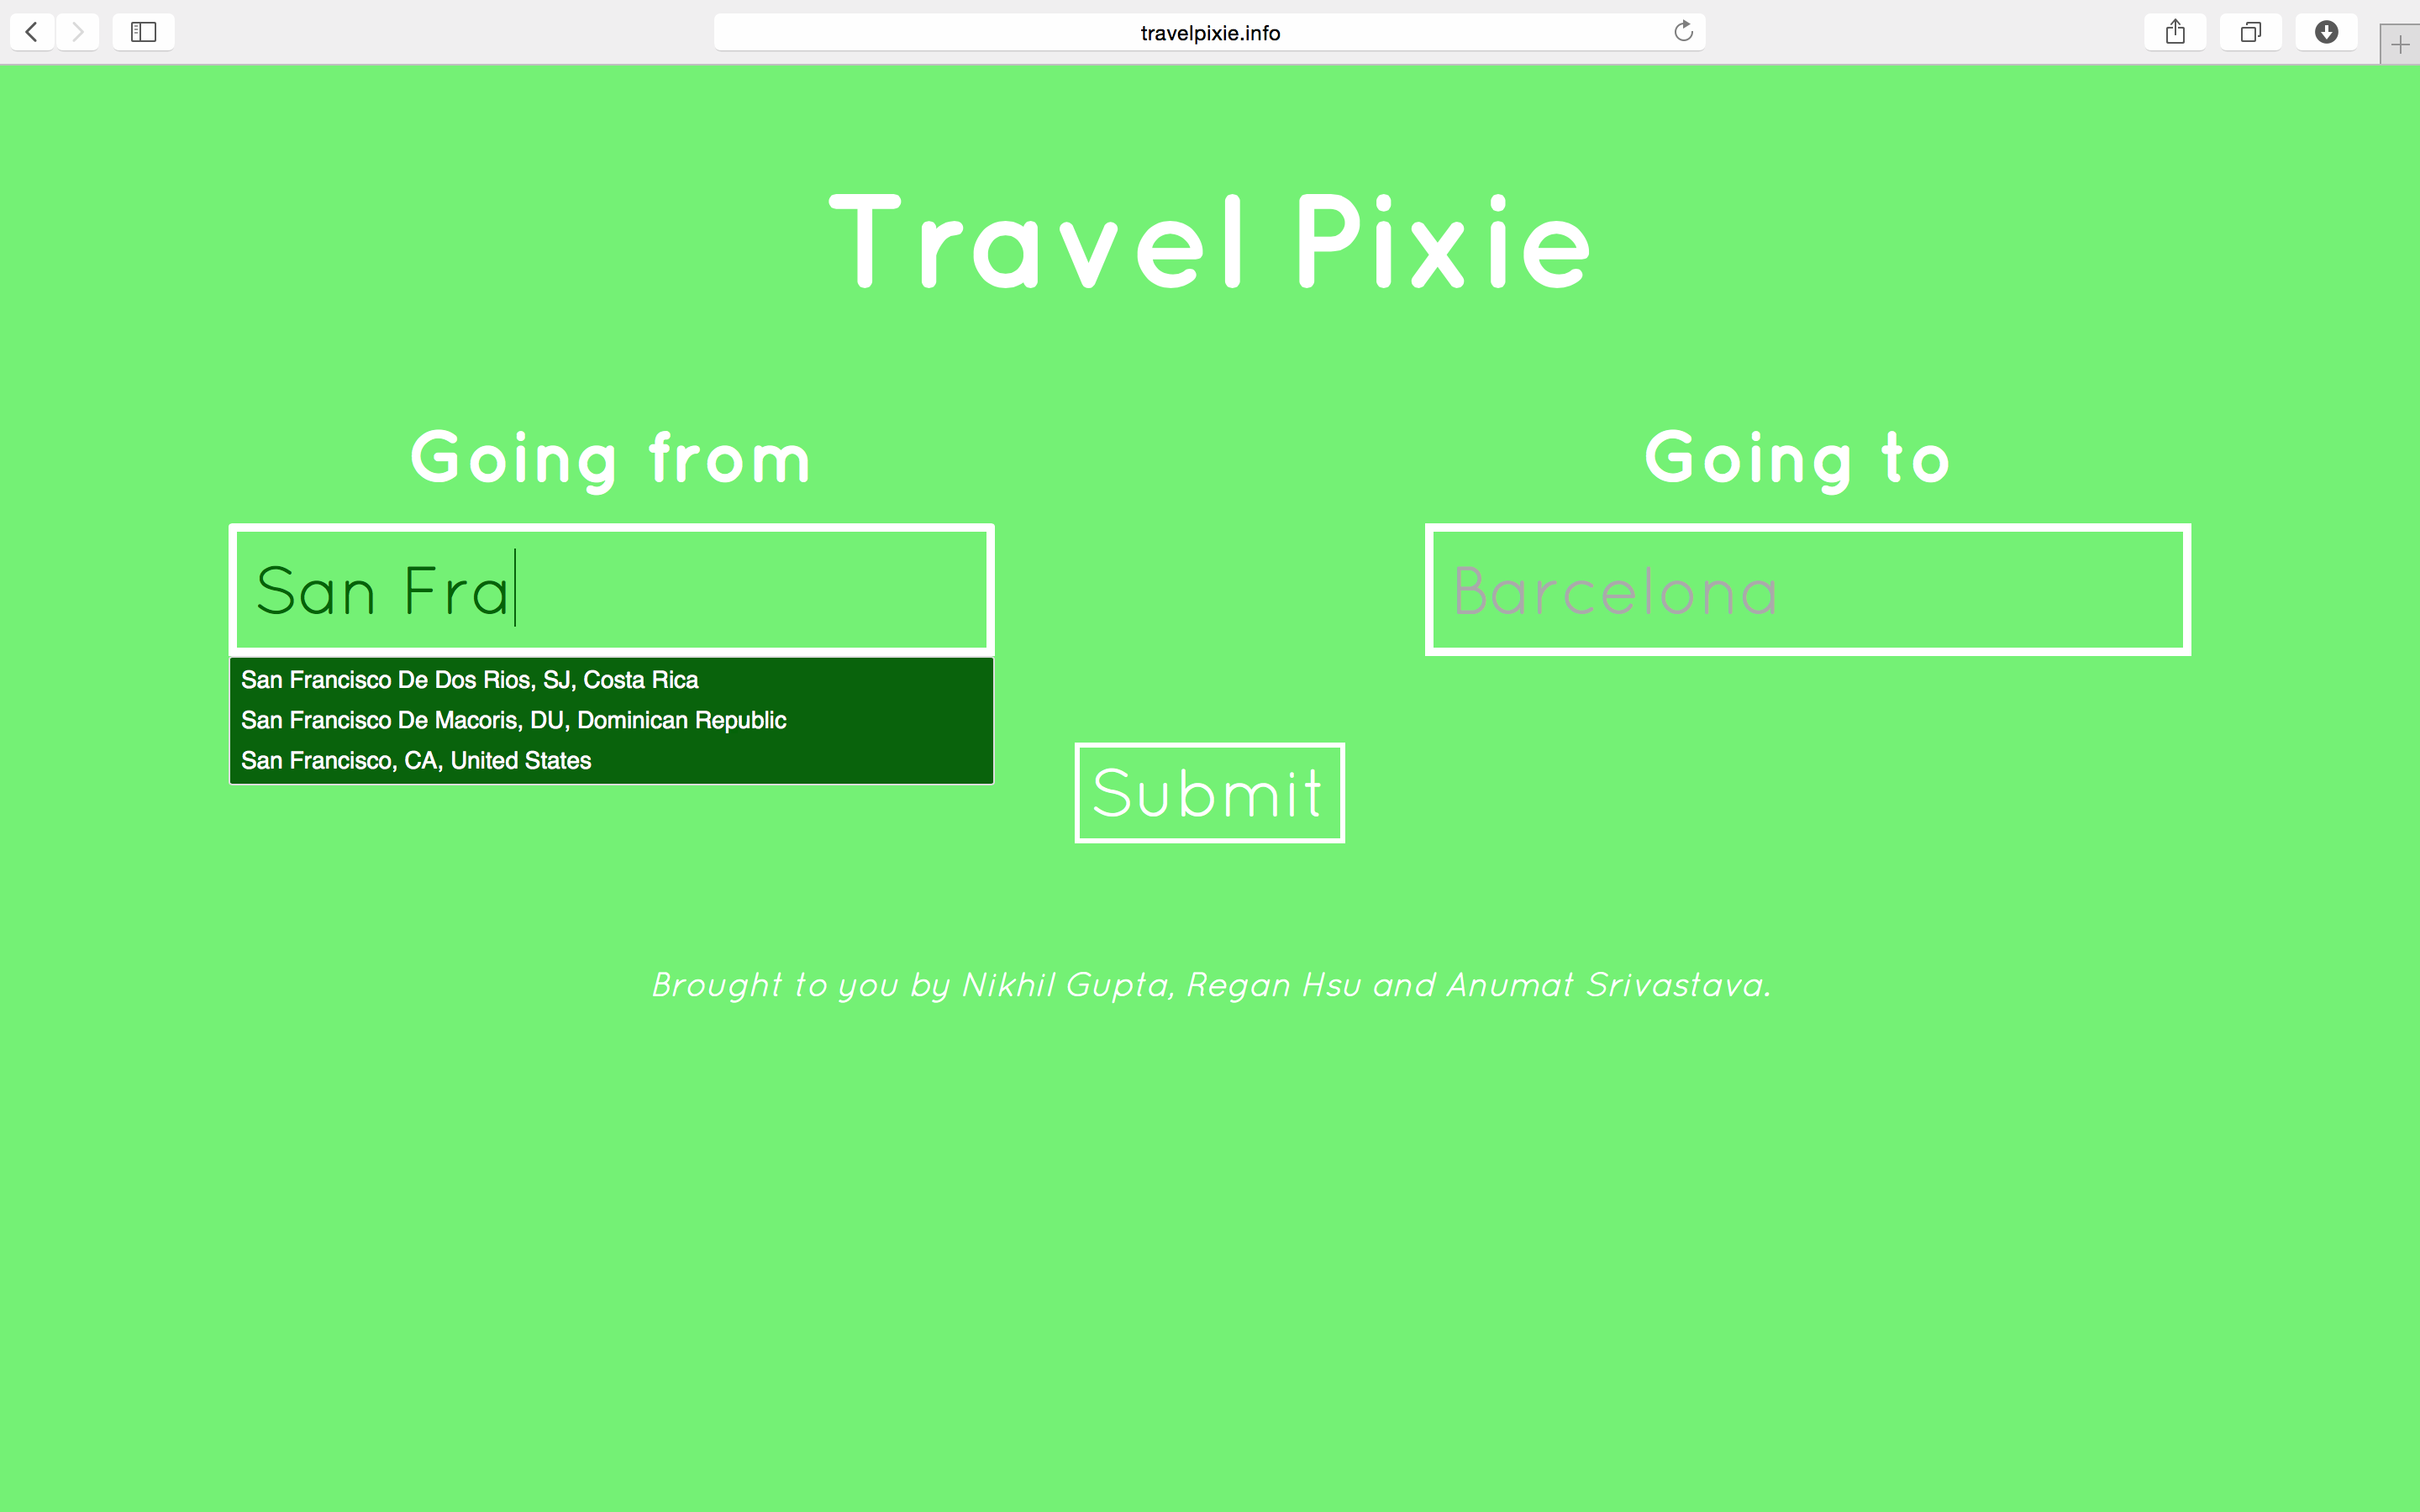 travelpixie.info
Travel Pixie
Going from
Going to
San Fra
Barcelona
San Francisco De Dos Rios, SJ, Costa Rica
San Francisco De Macoris, DU, Dominican Republic
San Francisco, CA, United States
Submit
Brought to you by Nikhil Gupta, Regan Hsu and Anumat Srivastava.